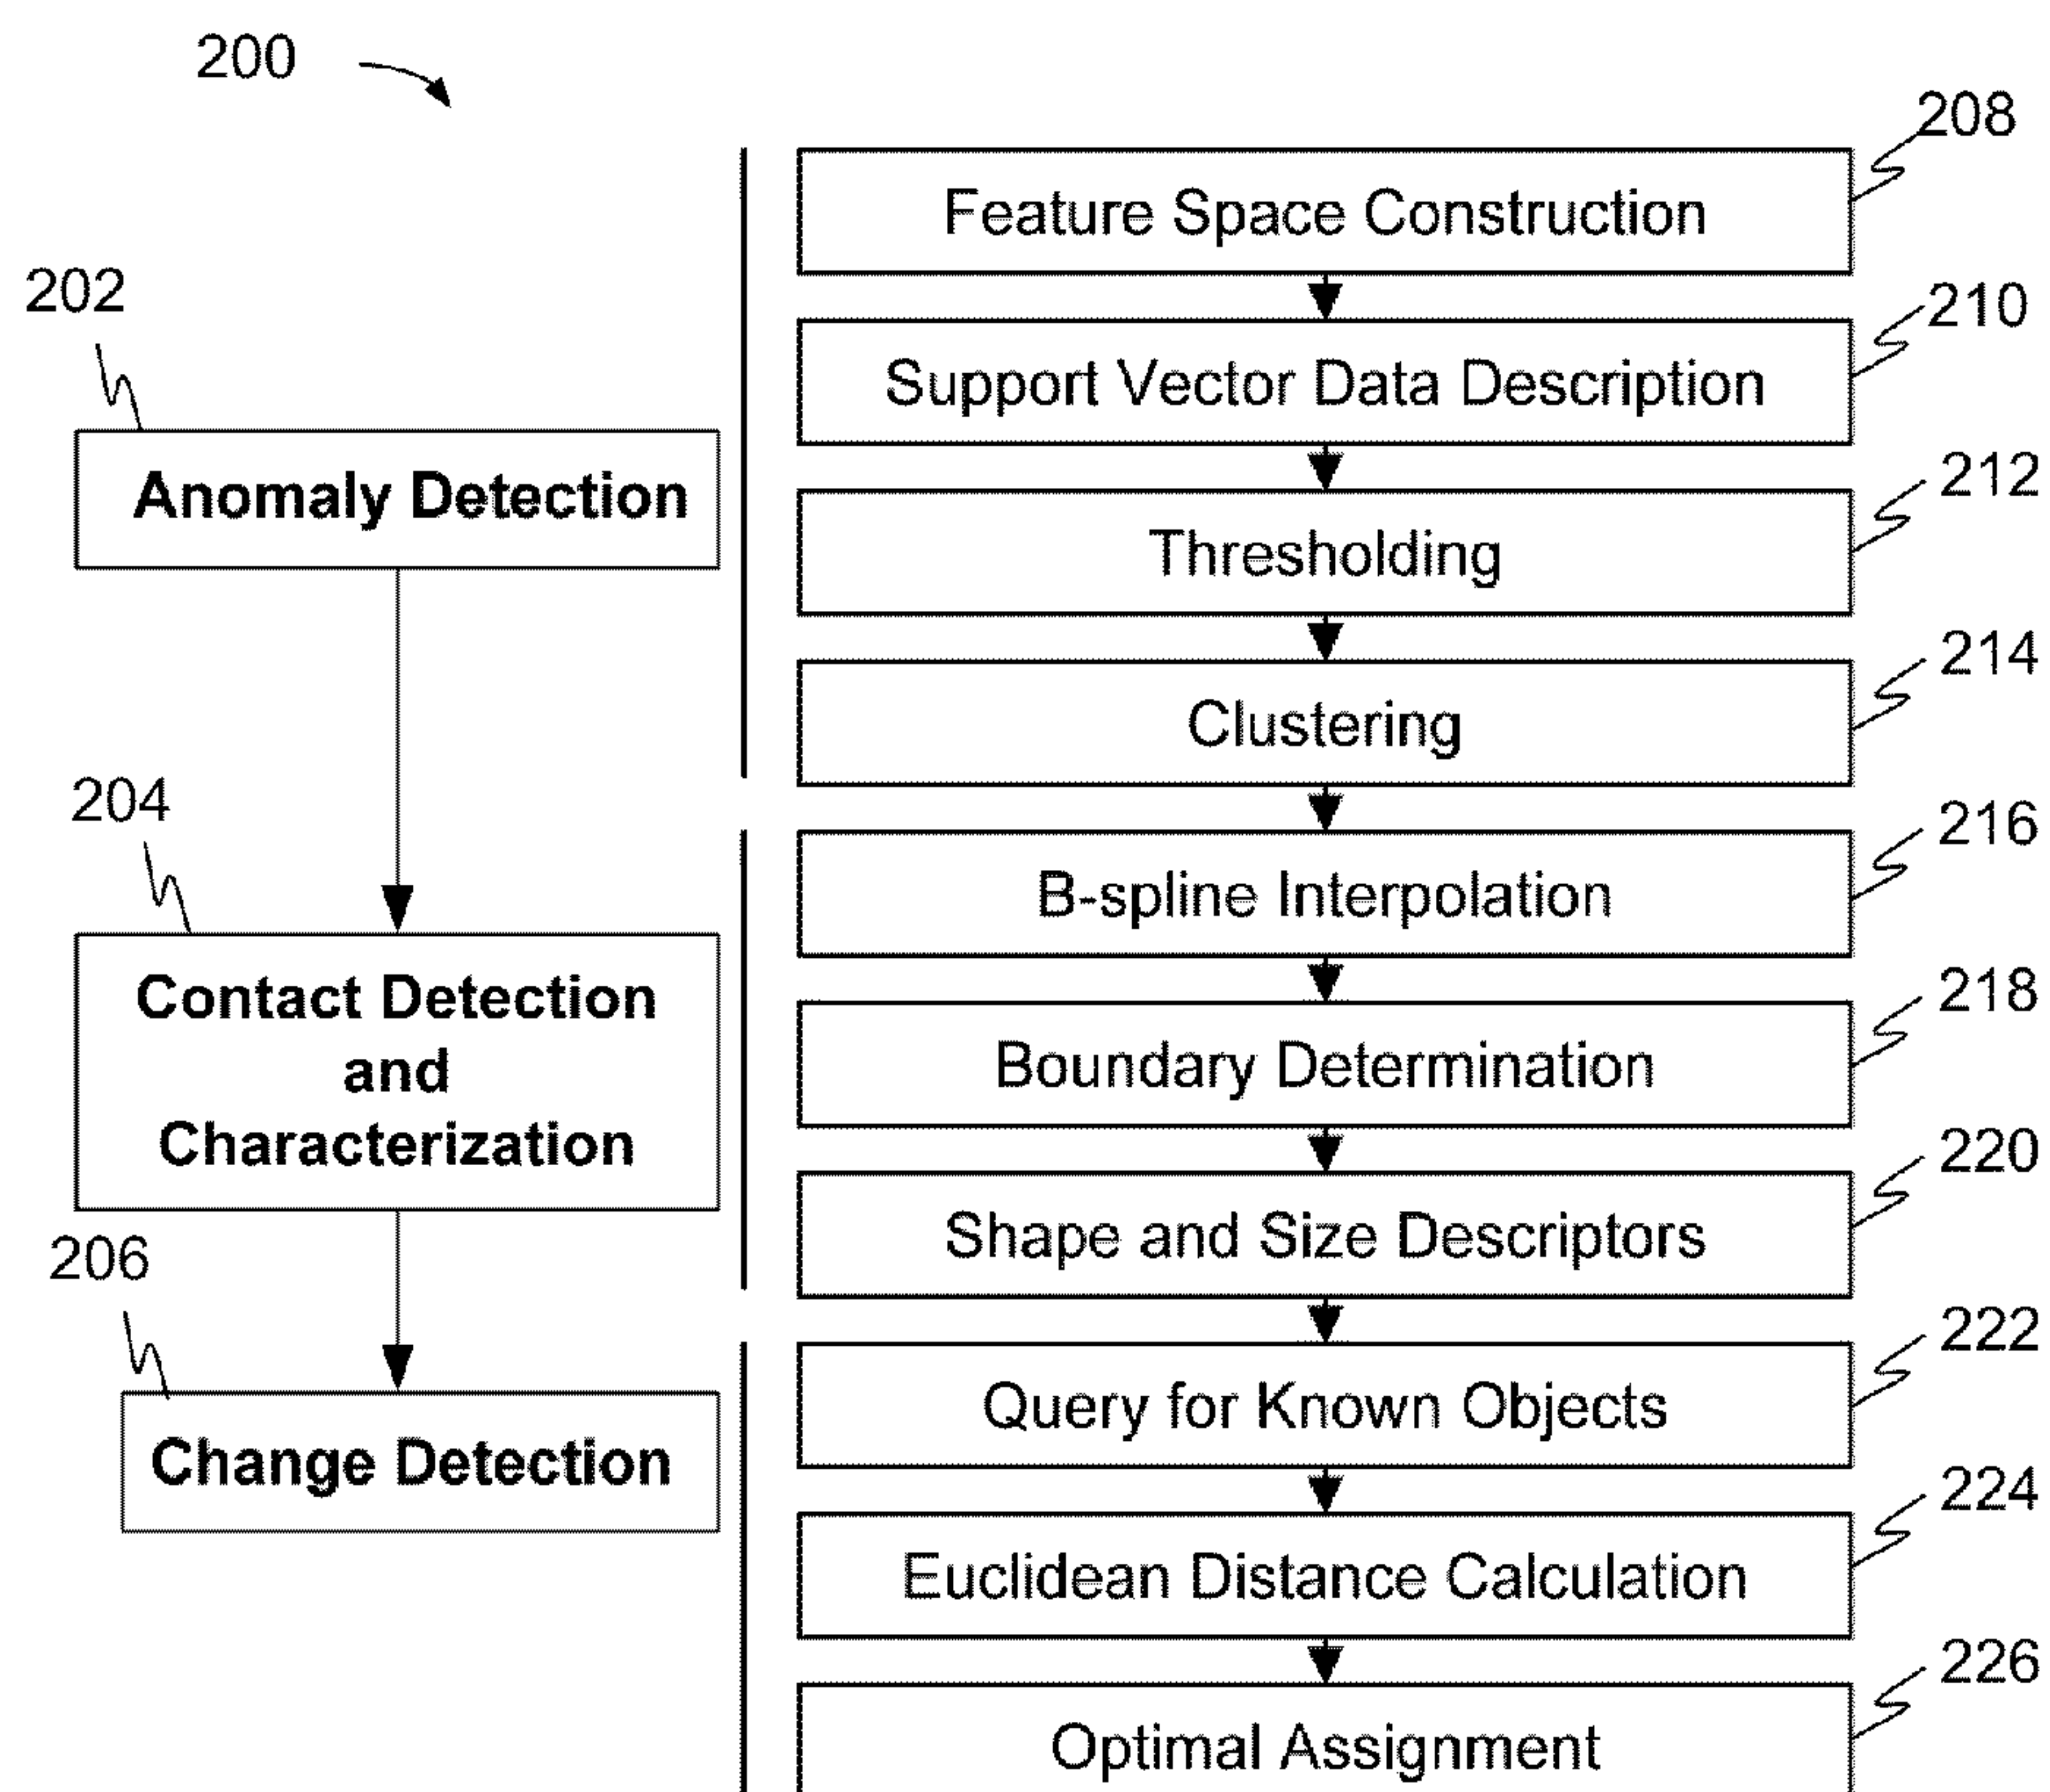 200
208
Feature Space Construction
202
210
Support Vector Data Description
Anomaly Detection
212
Thresholding
214
Clustering
204
216
B-spline Interpolation
Contact Detection
and
Characterization
218
Boundary Determination
220
Shape and Size Descriptors
206
222
Query for Known Objects
Change Detection
224
Euclidean Distance Calculation
226
Optimal Assignment